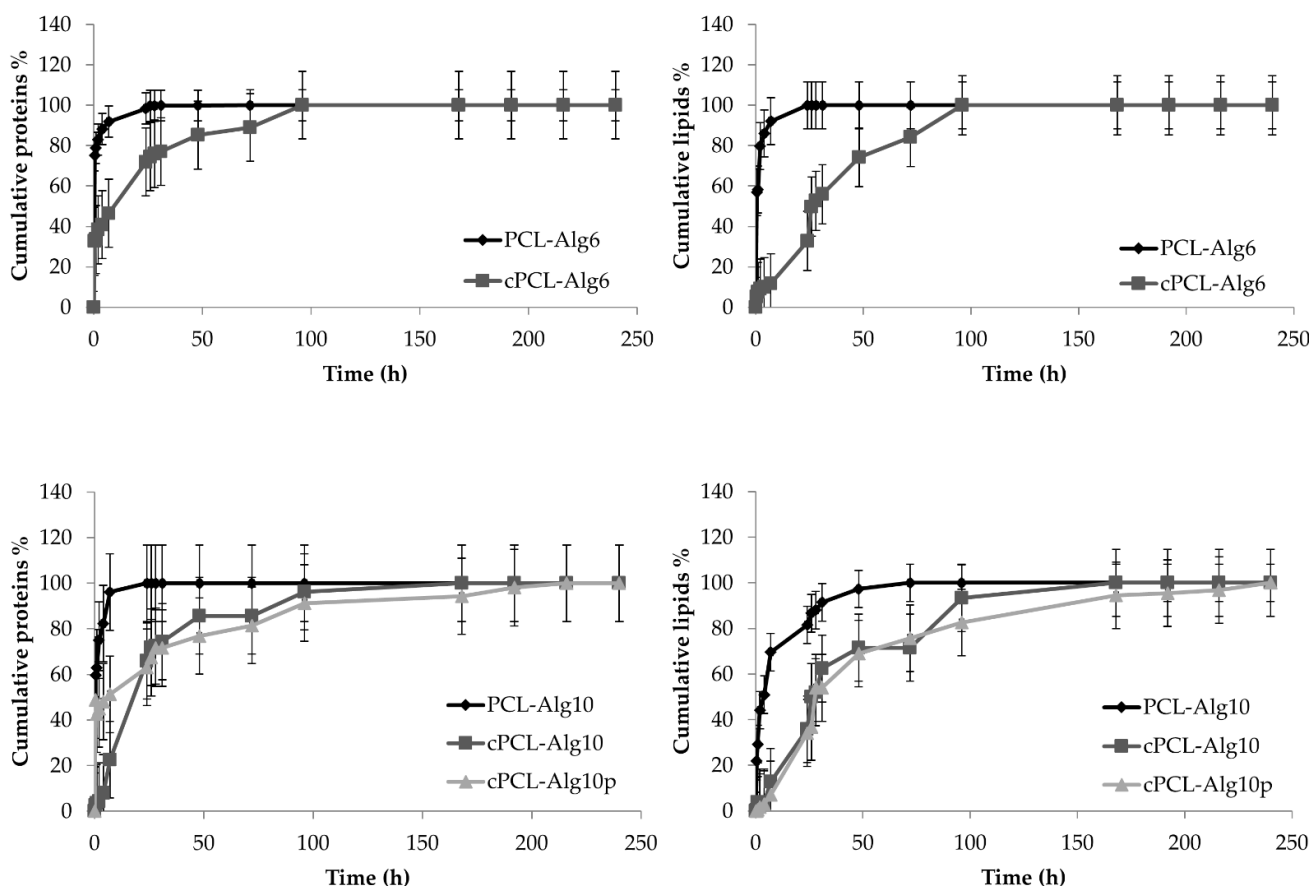 Cumulative proteins %
140
120
100
80
60
40
20
0
PCL-Alg6
cPCL-Alg6
0 50 100 150 200 250
Time (h)
Cumulative lipids %
140
120
100
80
60
40
20
0
PCL-Alg6
cPCL-Alg6
0 50 100 150 200 250
Time (h)
Cumulative proteins %
140
120
100
80
60
40
20
0
PCL-Alg10
cPCL-Alg10
cPCL-Alg10p
0 50 100 150 200 250
Time (h)
Cumulative lipids %
140
120
100
80
60
40
20
0
PCL-Alg10
cPCL-Alg10
cPCL-Alg10p
0 50 100 150 200 250
Time (h)